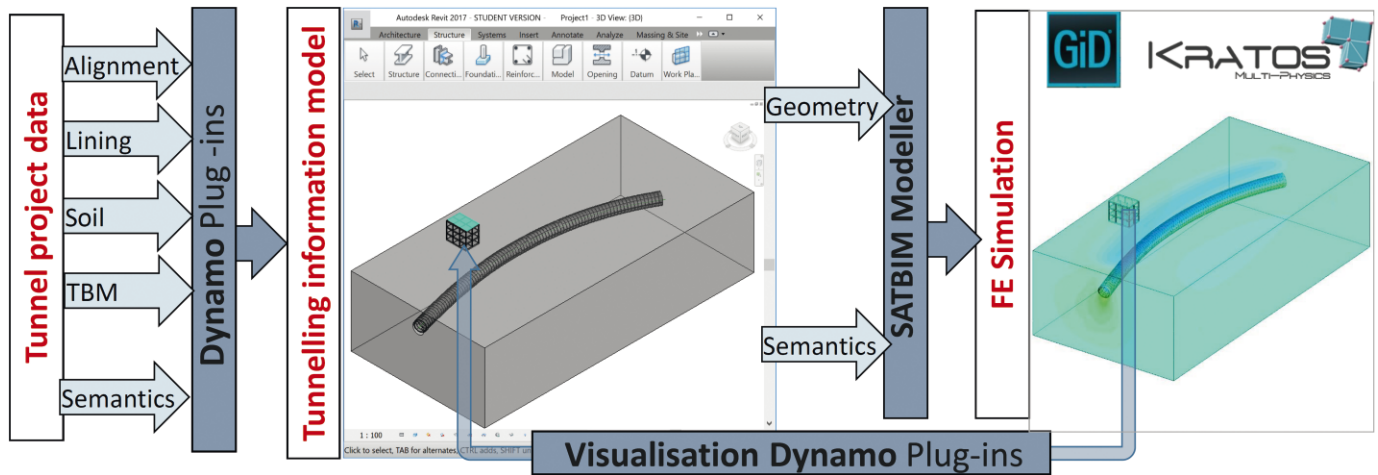 Tunnel project data
Alignment
Lining
Soil
TBM
Semantics
Dynamo Plug -ins
Tunnelling information model
Autodesk Revit 2017 - STUDENT VERSION - Project1 - 3D View: {3D}
Architecture Structure Systems Insert Annotate Analyze Massing & Site
Select Structure Connecti... Foundati... Reinforc... Model Opening Datum Work Pla...
1 : 100
Click to select, TAB for alternates, CTRL adds, SHIFT un
Geometry
Semantics
SATBIM Modeller
FE Simulation
GiD
KRATOS
MULTI-PHYSICS
Visualisation Dynamo Plug-ins